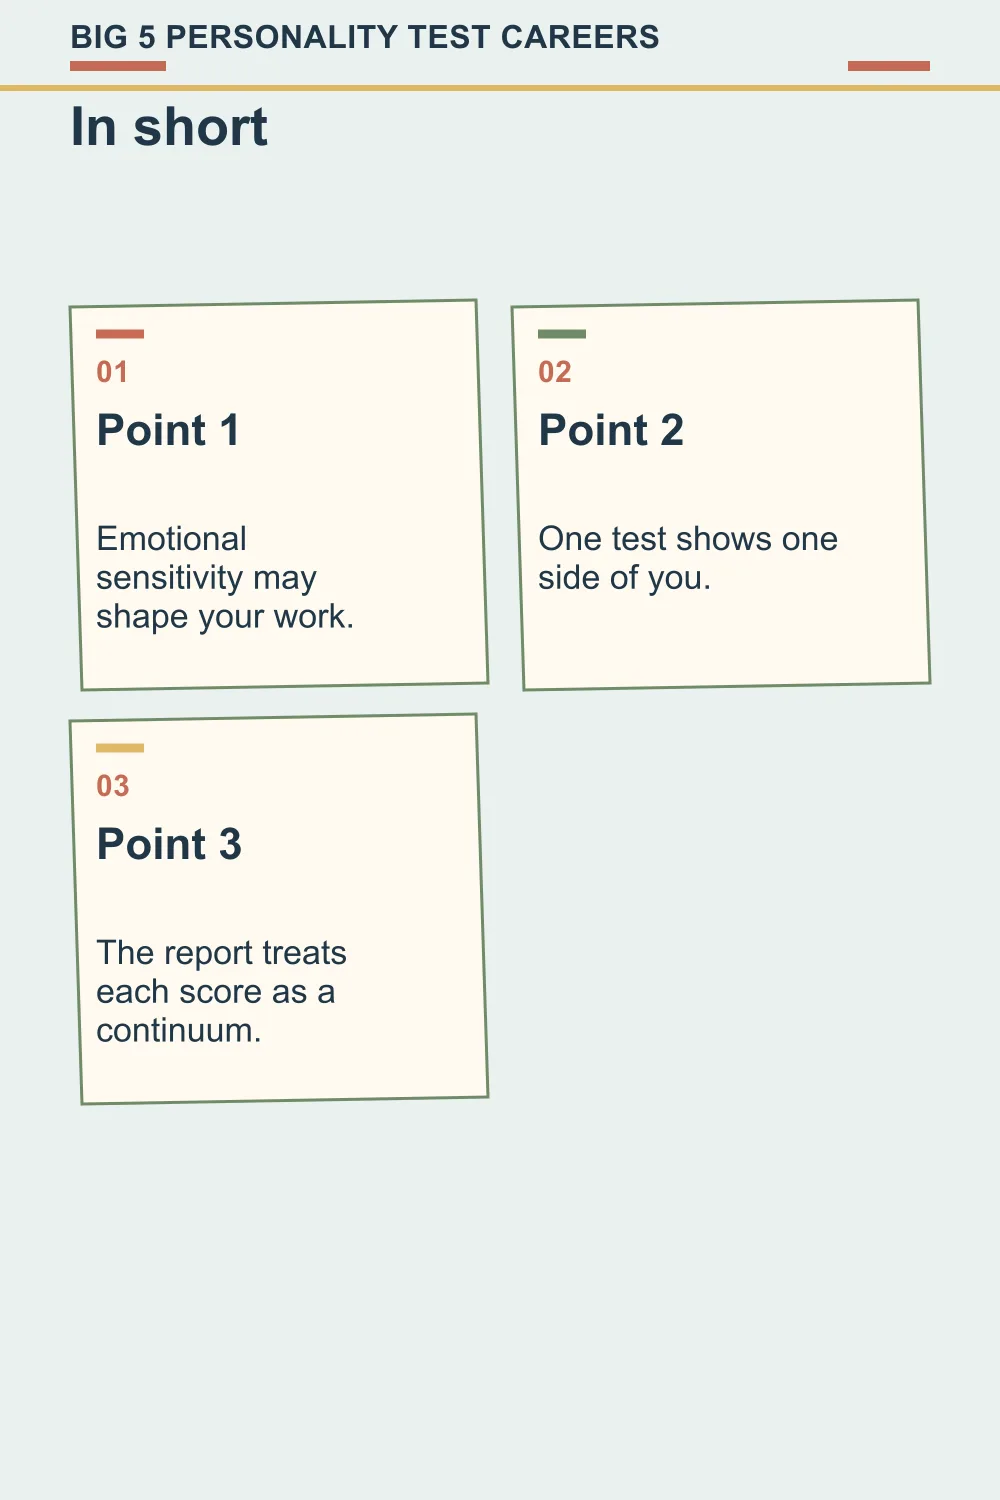 BIG 5 PERSONALITY TEST CAREERS
In short
01
Point 1
Emotional
sensitivity may
shape your work.
02
Point 2
One test shows one
side of you.
03
Point 3
The report treats
each score as a
continuum.